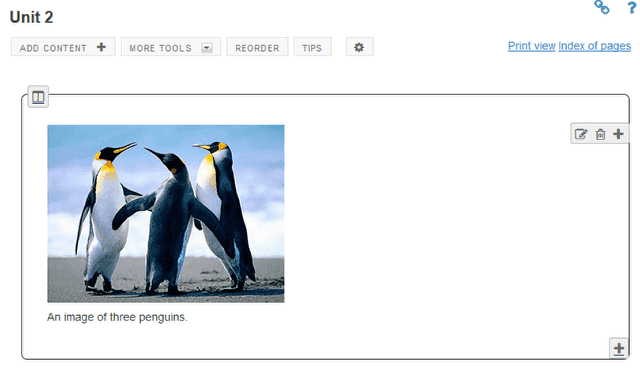 Unit 2
ADD CONTENT
MORE TOOLS
REORDER
TIPS
Print view Index of pages
An image of three penguins.